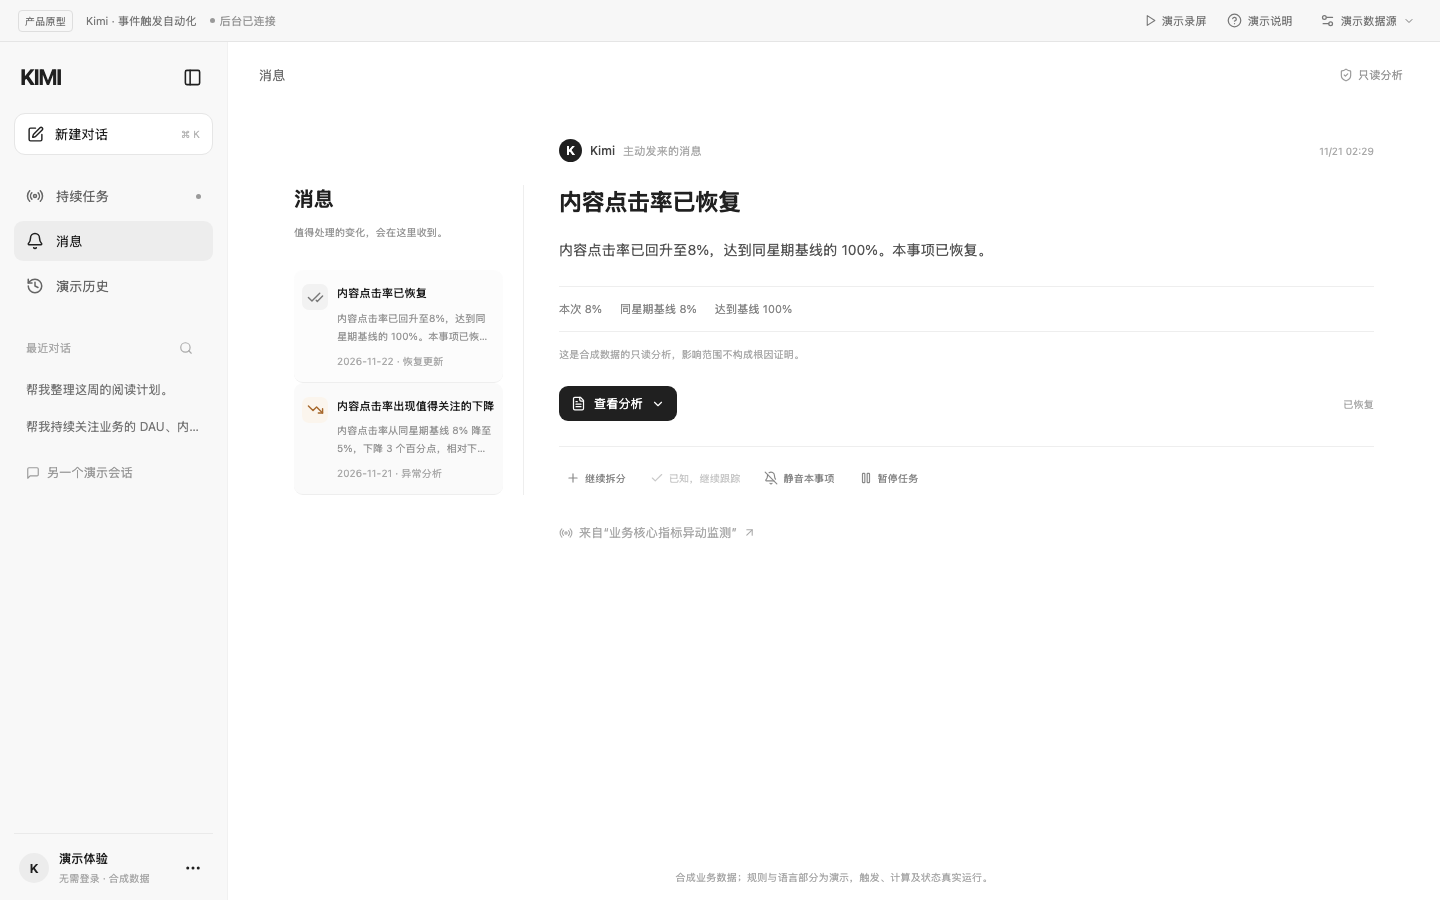 产品原型
Kimi · 事件触发自动化
后台已连接
演示录屏
演示说明
演示数据源
KIMI
新建对话
⌘ K
持续任务
消息
演示历史
最近对话
帮我整理这周的阅读计划。
帮我持续关注业务的 DAU、内...
另一个演示会话
K
演示体验
无需登录 · 合成数据
消息
只读分析
消息
值得处理的变化，会在这里收到。
内容点击率已恢复
内容点击率已回升至8%，达到同
星期基线的 100%。本事项已恢...
2026-11-22 · 恢复更新
内容点击率出现值得关注的下降
内容点击率从同星期基线 8% 降至
5%，下降 3 个百分点，相对下...
2026-11-21 · 异常分析
K
Kimi 主动发来的消息
11/21 02:29
内容点击率已恢复
内容点击率已回升至8%，达到同星期基线的 100%。本事项已恢复。
本次 8% 同星期基线 8% 达到基线 100%
这是合成数据的只读分析，影响范围不构成根因证明。
查看分析
已恢复
继续拆分
已知，继续跟踪
静音本事项
暂停任务
来自“业务核心指标异动监测”
合成业务数据；规则与语言部分为演示，触发、计算及状态真实运行。